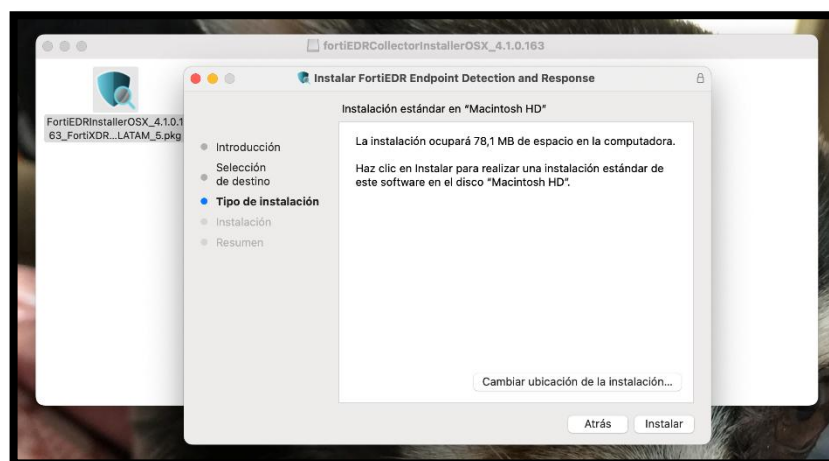 fortiEDRCollectorInstallerOSX_4.1.0.163
FortiEDRInstallerOSX_4.1.0.1
63_FortiXDR...LATAM_5.pkg
Instalar FortiEDR Endpoint Detection and Response
Instalación estándar en “Macintosh HD”
Introducción
Selección
de destino
Tipo de instalación
Instalación
Resumen
La instalación ocupará 78,1 MB de espacio en la computadora.
Haz clic en Instalar para realizar una instalación estándar de
este software en el disco “Macintosh HD”.
Cambiar ubicación de la instalación...
Atrás
Instalar